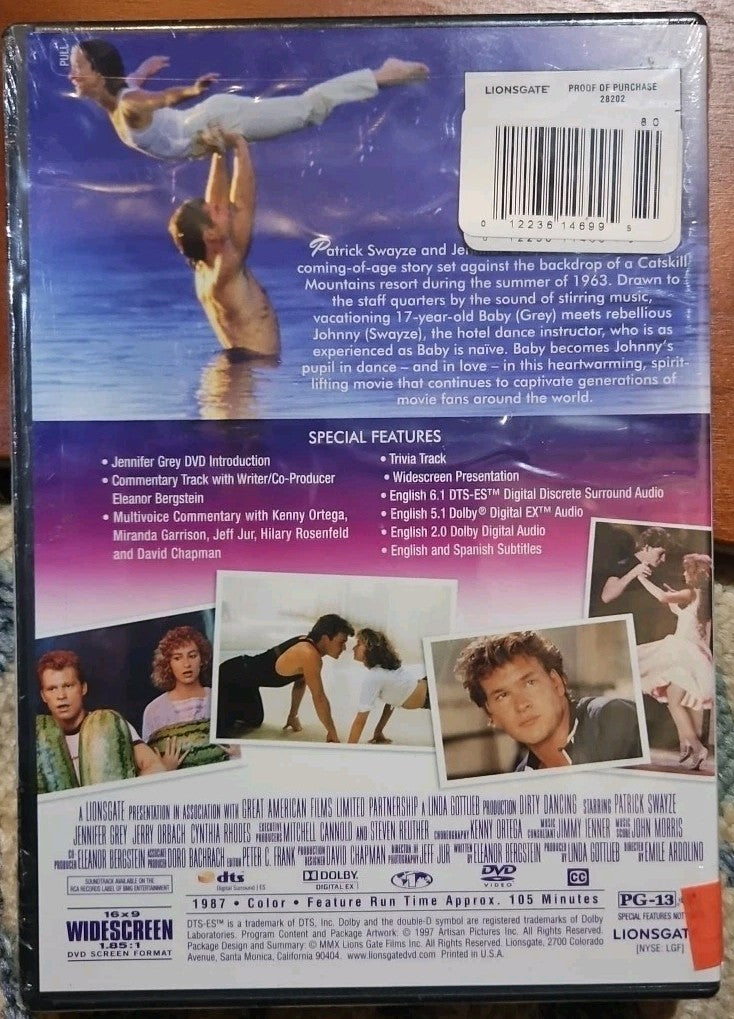 PULL
LIONSGATE
PROOF OF PURCHASE
28202
80
0 12236 14699 5
Patrick Swayze and Je
coming-of-age story set against the backdrop of a Catskill
Mountains resort during the summer of 1963. Drawn to
the staff quarters by the sound of stirring music,
vacationing 17-year-old Baby (Grey) meets rebellious
Johnny (Swayze), the hotel dance instructor, who is as
experienced as Baby is naïve. Baby becomes Johnny's
pupil in dance – and in love – in this heartwarming, spirit-
lifting movie that continues to captivate generations of
movie fans around the world.
SPECIAL FEATURES
• Jennifer Grey DVD Introduction
• Commentary Track with Writer/Co-Producer
Eleanor Bergstein
• Multivoice Commentary with Kenny Ortega,
Miranda Garrison, Jeff Jur, Hilary Rosenfeld
and David Chapman
• Trivia Track
• Widescreen Presentation
• English 6.1 DTS-ES™ Digital Discrete Surround Audio
• English 5.1 Dolby® Digital EX™ Audio
• English 2.0 Dolby Digital Audio
• English and Spanish Subtitles
A LIONSGATE PRESENTATION IN ASSOCIATION WITH GREAT AMERICAN FILMS LIMITED PARTNERSHIP A LINDA GOTTLIEB PRODUCTION DIRTY DANCING STARRING PATRICK SWAYZE
JENNIFER GREY JERRY ORBACH CYNTHIA RHODES EXECUTIVE PRODUCERS MITCHELL CANNOLD AND STEVEN REUTHER CHOREOGRAPHY KENNY ORTEGA MUSIC CONSULTANT JIMMY IENNER MUSIC SCORE JOHN MORRIS
CO-PRODUCER ELEANOR BERGSTEIN ASSOCIATE PRODUCER DORO BACHRACH EDITOR PETER C. FRANK PRODUCTION DESIGNER DAVID CHAPMAN DIRECTOR OF PHOTOGRAPHY JEFF JUR WRITTEN BY ELEANOR BERGSTEIN PRODUCED BY LINDA GOTTLIEB DIRECTED BY EMILE ARDOLINO
SOUNDTRACK AVAILABLE ON THE
RCA RECORDS LABEL OF BMG ENTERTAINMENT
dts
Digital Surround | ES
DOLBY
DIGITAL EX
DVD
VIDEO
CC
1987 • Color • Feature Run Time Approx. 105 Minutes
16x9
WIDESCREEN
1.85:1
DVD SCREEN FORMAT
DTS-ES™ is a trademark of DTS, Inc. Dolby and the double-D symbol are registered trademarks of Dolby
Laboratories. Program Content and Package Artwork: © 1997 Artisan Pictures Inc. All Rights Reserved.
Package Design and Summary: © MMX Lions Gate Films Inc. All Rights Reserved. Lionsgate, 2700 Colorado
Avenue, Santa Monica, California 90404. www.lionsgatedvd.com Printed in U.S.A.
PG-13
SPECIAL FEATURES NOT
LIONSGAT
[NYSE: LGF]